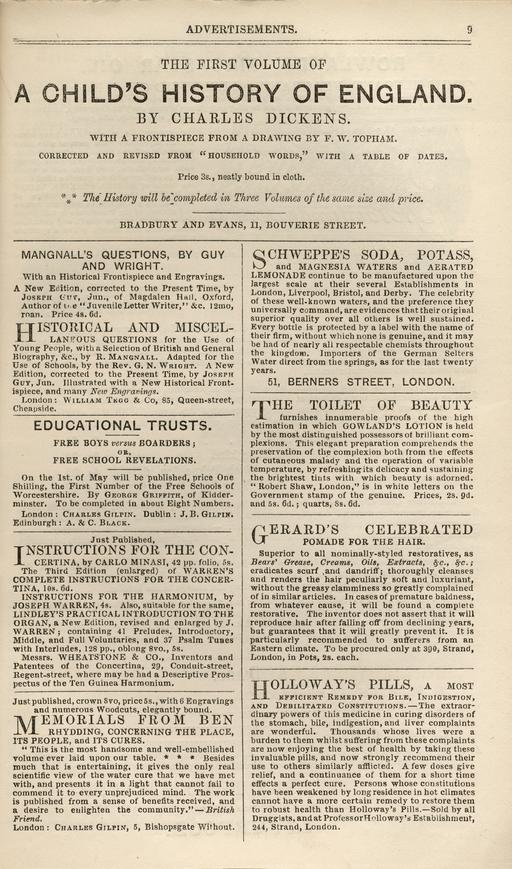 ADVERTISEMENTS. 9
THE FIRST VOLUME OF
A CHILD'S HISTORY OF ENGLAND.
BY CHARLES DICKENS.
WITH A FRONTISPIECE FROM A DRAWING BY F. W. TOPHAM.
CORRECTED AND REVISED FROM "HOUSEHOLD WORDS," WITH A TABLE OF DATES.
Price 3s., neatly bound in cloth.
*** The History will be completed in Three Volumes of the same size and price.
BRADBURY AND EVANS, 11, BOUVERIE STREET.
MANGNALL'S QUESTIONS, BY GUY
AND WRIGHT.
With an Historical Frontispiece and Engravings.
A New Edition, corrected to the Present Time, by
JOSEPH GUY, Jun., of Magdalen Hall, Oxford,
Author of the "Juvenile Letter Writer," &c. 12mo,
roan. Price 4s. 6d.
HISTORICAL AND MISCEL-
LANEOUS QUESTIONS for the Use of
Young People, with a Selection of British and General
Biography, &c., by R. MANGNALL. Adapted for the
Use of Schools, by the Rev. G. N. WRIGHT. A New
Edition, corrected to the Present Time, by JOSEPH
GUY, Jun. Illustrated with a New Historical Front-
ispiece, and many New Engravings.
London: WILLIAM TEGG & Co, 85, Queen-street,
Cheapside.
EDUCATIONAL TRUSTS.
FREE BOYS versus BOARDERS;
OR,
FREE SCHOOL REVELATIONS.
On the 1st. of May will be published, price One
Shilling, the First Number of the Free Schools of
Worcestershire. By GEORGE GRIFFITH, of Kidder-
minster. To be completed in about Eight Numbers.
London: CHARLES GILPIN. Dublin: J. B. GILPIN.
Edinburgh: A. & C. BLACK.
Just Published,
INSTRUCTIONS FOR THE CON-
CERTINA, by CARLO MINASI, 42 pp. folio, 5s.
The Third Edition (enlarged) of WARREN'S
COMPLETE INSTRUCTIONS FOR THE CONCER-
TINA, 10s. 6d.
INSTRUCTIONS FOR THE HARMONIUM, by
JOSEPH WARREN, 4s. Also, suitable for the same,
LINDLEY'S PRACTICAL INTRODUCTION TO THE
ORGAN, a New Edition, revised and enlarged by J.
WARREN; containing 41 Preludes, Introductory,
Middle, and Full Voluntaries, and 37 Psalm Tunes
with Interludes, 128 pp., oblong 8vo., 5s.
Messrs. WHEATSTONE & CO., Inventors and
Patentees of the Concertina, 20, Conduit-street,
Regent-street, where may be had a Descriptive Pros-
pectus of the Ten Guinea Harmonium.
Just published, crown 8vo, price 5s., with 6 Engravings
and numerous Woodcuts, elegantly bound.
MEMORIALS FROM BEN
RHYDDING, CONCERNING THE PLACE,
ITS PEOPLE, AND ITS CURES.
"This is the most handsome and well-embellished
volume ever laid upon our table. * * * Besides
much that is entertaining, it gives the only real
scientific view of the water cure that we have met
with, and presents it in a light that cannot fail to
commend it to every unprejudiced mind. The work
is published from a sense of benefits received, and
a desire to enlighten the community."—British
Friend.
London: CHARLES GILPIN, 5, Bishopsgate Without.
SCHWEPPE'S SODA, POTASS,
and MAGNESIA WATERS and AERATED
LEMONADE continue to be manufactured upon the
largest scale at their several Establishments in
London, Liverpool, Bristol, and Derby. The celebrity
of these well-known waters, and the preference they
universally command, are evidences that their original
superior quality over all others is well sustained.
Every bottle is protected by a label with the name of
their firm, without which none is genuine, and it may
be had of nearly all respectable chemists throughout
the kingdom. Importers of the German Selters
Water direct from the springs, as for the last twenty
years.
51, BERNERS STREET, LONDON.
THE TOILET OF BEAUTY
furnishes innumerable proofs of the high
estimation in which GOWLAND'S LOTION is held
by the most distinguished possessors of brilliant com-
plexions. This elegant preparation comprehends the
preservation of the complexion both from the effects
of cutaneous malady and the operation of variable
temperature, by refreshing its delicacy and sustaining
the brightest tints with which beauty is adorned.
"Robert Shaw, London," is in white letters on the
Government stamp of the genuine. Prices, 2s. 9d.
and 5s. 6d.; quarts, 8s. 6d.
GERARD'S CELEBRATED
POMADE FOR THE HAIR.
Superior to all nominally-styled restoratives, as
Bears' Grease, Creams, Oils, Extracts, &c., &c.;
eradicates scurf and dandriff; thoroughly cleanses
and renders the hair peculiarly soft and luxuriant,
without the greasy clamminess so greatly complained
of in similar articles. In cases of premature baldness,
from whatever cause, it will be found a complete
restorative. The inventor does not assert that it will
reproduce hair after falling off from declining years,
but guarantees that it will greatly prevent it. It is
particularly recommended to sufferers from an
Eastern climate. To be procured only at 390, Strand,
London, in Pots, 2s. each.
HOLLOWAY'S PILLS, A MOST
EFFICIENT REMEDY FOR BILE, INDIGESTION,
AND DEBILITATED CONSTITUTIONS.—The extraor-
dinary powers of this medicine in curing disorders of
the stomach, bile, indigestion, and liver complaints
are wonderful. Thousands whose lives were a
burden to them whilst suffering from these complaints
are now enjoying the best of health by taking these
invaluable pills, and now strongly recommend their
use to others similarly afflicted. A few doses give
relief, and a continuance of them for a short time
effects a perfect cure. Persons whose constitutions
have been weakened by long residence in hot climates
cannot have a more certain remedy to restore them
to robust health than Holloway's Pills.—Sold by all
Druggists, and at Professor Holloway's Establishment,
244, Strand, London.